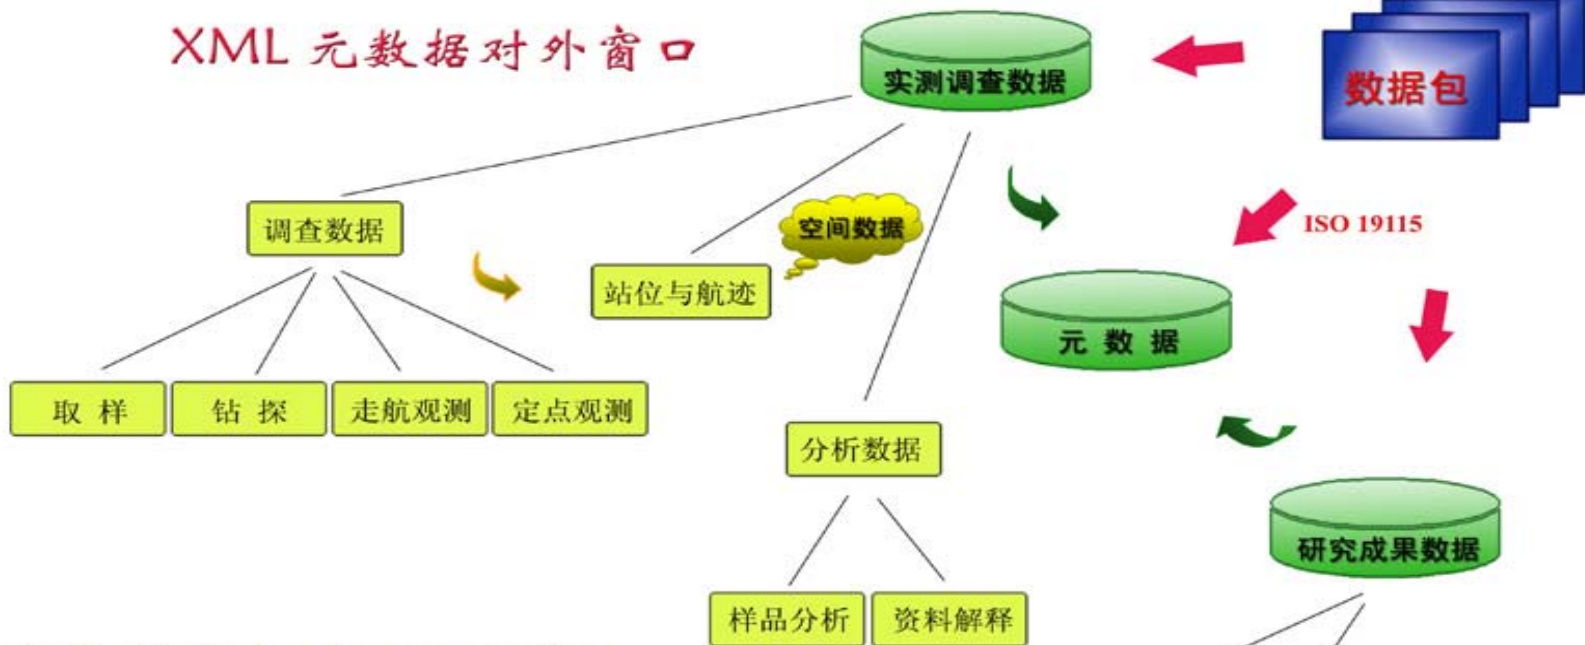 XML 元数据对外窗口
实测调查数据
数据包
调查数据
空间数据
ISO 19115
站位与航迹
元 数 据
取 样
钻 探
走航观测
定点观测
分析数据
研究成果数据
样品分析
资料解释